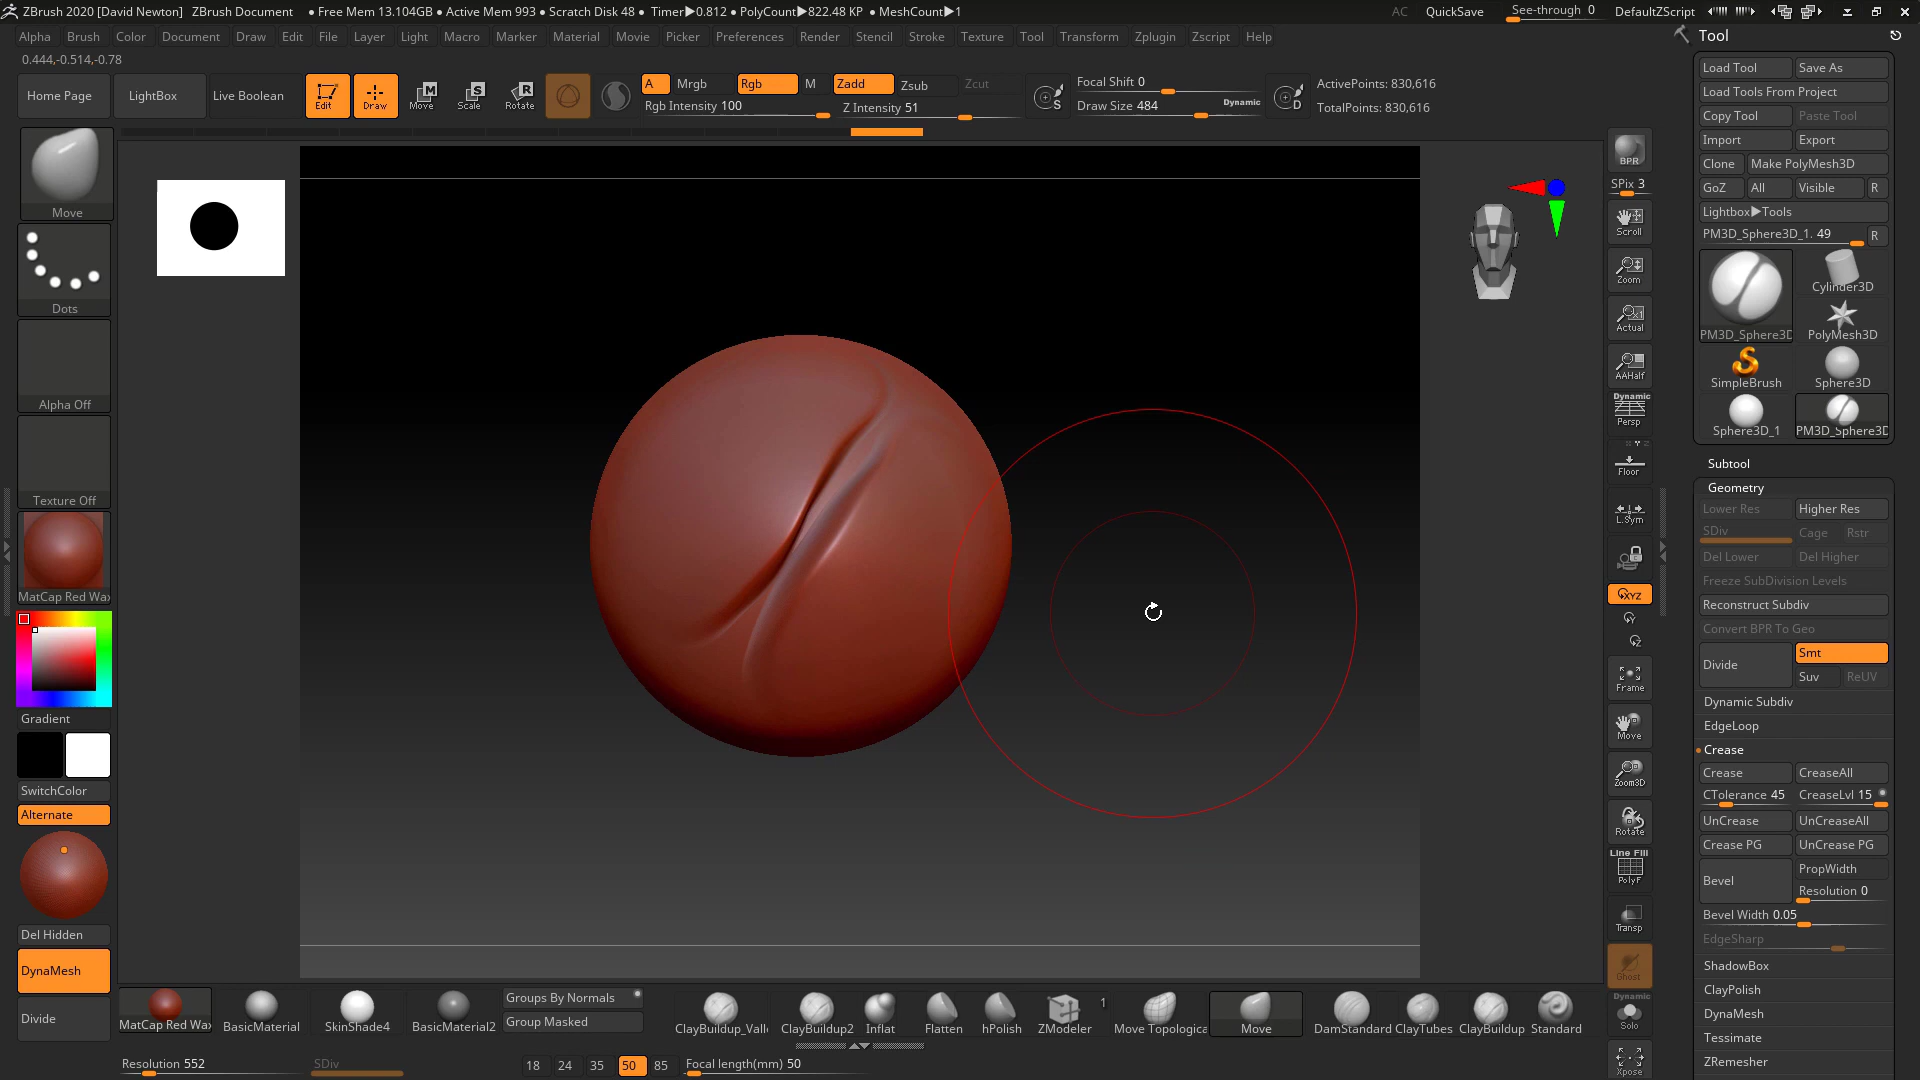 ZBrush 2020 [David Newton] ZBrush Document ● Free Mem 13.104GB ● Active Mem 993 ● Scratch Disk 48 ● Timer▶0.812 ● PolyCount▶822.48 KP ● MeshCount▶1 AC QuickSave See-through 0 DefaultZScript
Alpha Brush Color Document Draw Edit File Layer Light Macro Marker Material Movie Picker Preferences Render Stencil Stroke Texture Tool Transform Zplugin Zscript Help
0.444,-0.514,-0.78
Home Page LightBox Live Boolean Edit Draw Move Scale Rotate
A Mrgb Rgb M Zadd Zsub Zcut
Rgb Intensity 100 Z Intensity 51
Focal Shift 0
Draw Size 484 Dynamic
ActivePoints: 830,616
TotalPoints: 830,616
Move
Dots
Alpha Off
Texture Off
MatCap Red Wax
Gradient
SwitchColor
Alternate
Del Hidden
DynaMesh
Divide
BPR
SPix 3
Scroll
Zoom
Actual
AAHalf
Dynamic
Persp
Floor
L.Sym
XYZ
Y
Z
Frame
Move
Zoom3D
Rotate
Line Fill
PolyF
Transp
Ghost
Dynamic
Solo
Xpose
Tool
Load Tool Save As
Load Tools From Project
Copy Tool Paste Tool
Import Export
Clone Make PolyMesh3D
GoZ All Visible R
Lightbox▶Tools
PM3D_Sphere3D_1. 49 R
PM3D_Sphere3D Cylinder3D
PolyMesh3D
SimpleBrush Sphere3D
Sphere3D_1 PM3D_Sphere3D
Subtool
Geometry
Lower Res Higher Res
SDiv Cage Rstr
Del Lower Del Higher
Freeze SubDivision Levels
Reconstruct Subdiv
Convert BPR To Geo
Divide Smt
Suv ReUV
Dynamic Subdiv
EdgeLoop
Crease
Crease CreaseAll
CTolerance 45 CreaseLvl 15
UnCrease UnCreaseAll
Crease PG UnCrease PG
Bevel PropWidth
Resolution 0
Bevel Width 0.05
EdgeSharp
ShadowBox
ClayPolish
DynaMesh
Tessimate
ZRemesher
MatCap Red Wax BasicMaterial SkinShade4 BasicMaterial2
Groups By Normals
Group Masked
ClayBuildup_Valle ClayBuildup2 Inflat Flatten hPolish ZModeler 1 Move Topologica Move DamStandard ClayTubes ClayBuildup Standard
Resolution 552 SDiv 18 24 35 50 85 Focal length(mm) 50